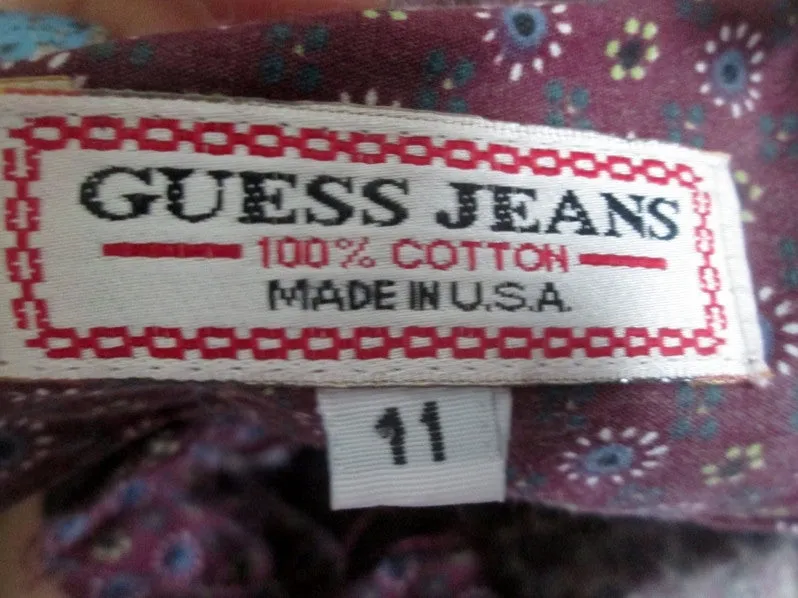 GUESS JEANS
100% COTTON
MADE IN U.S.A.
11